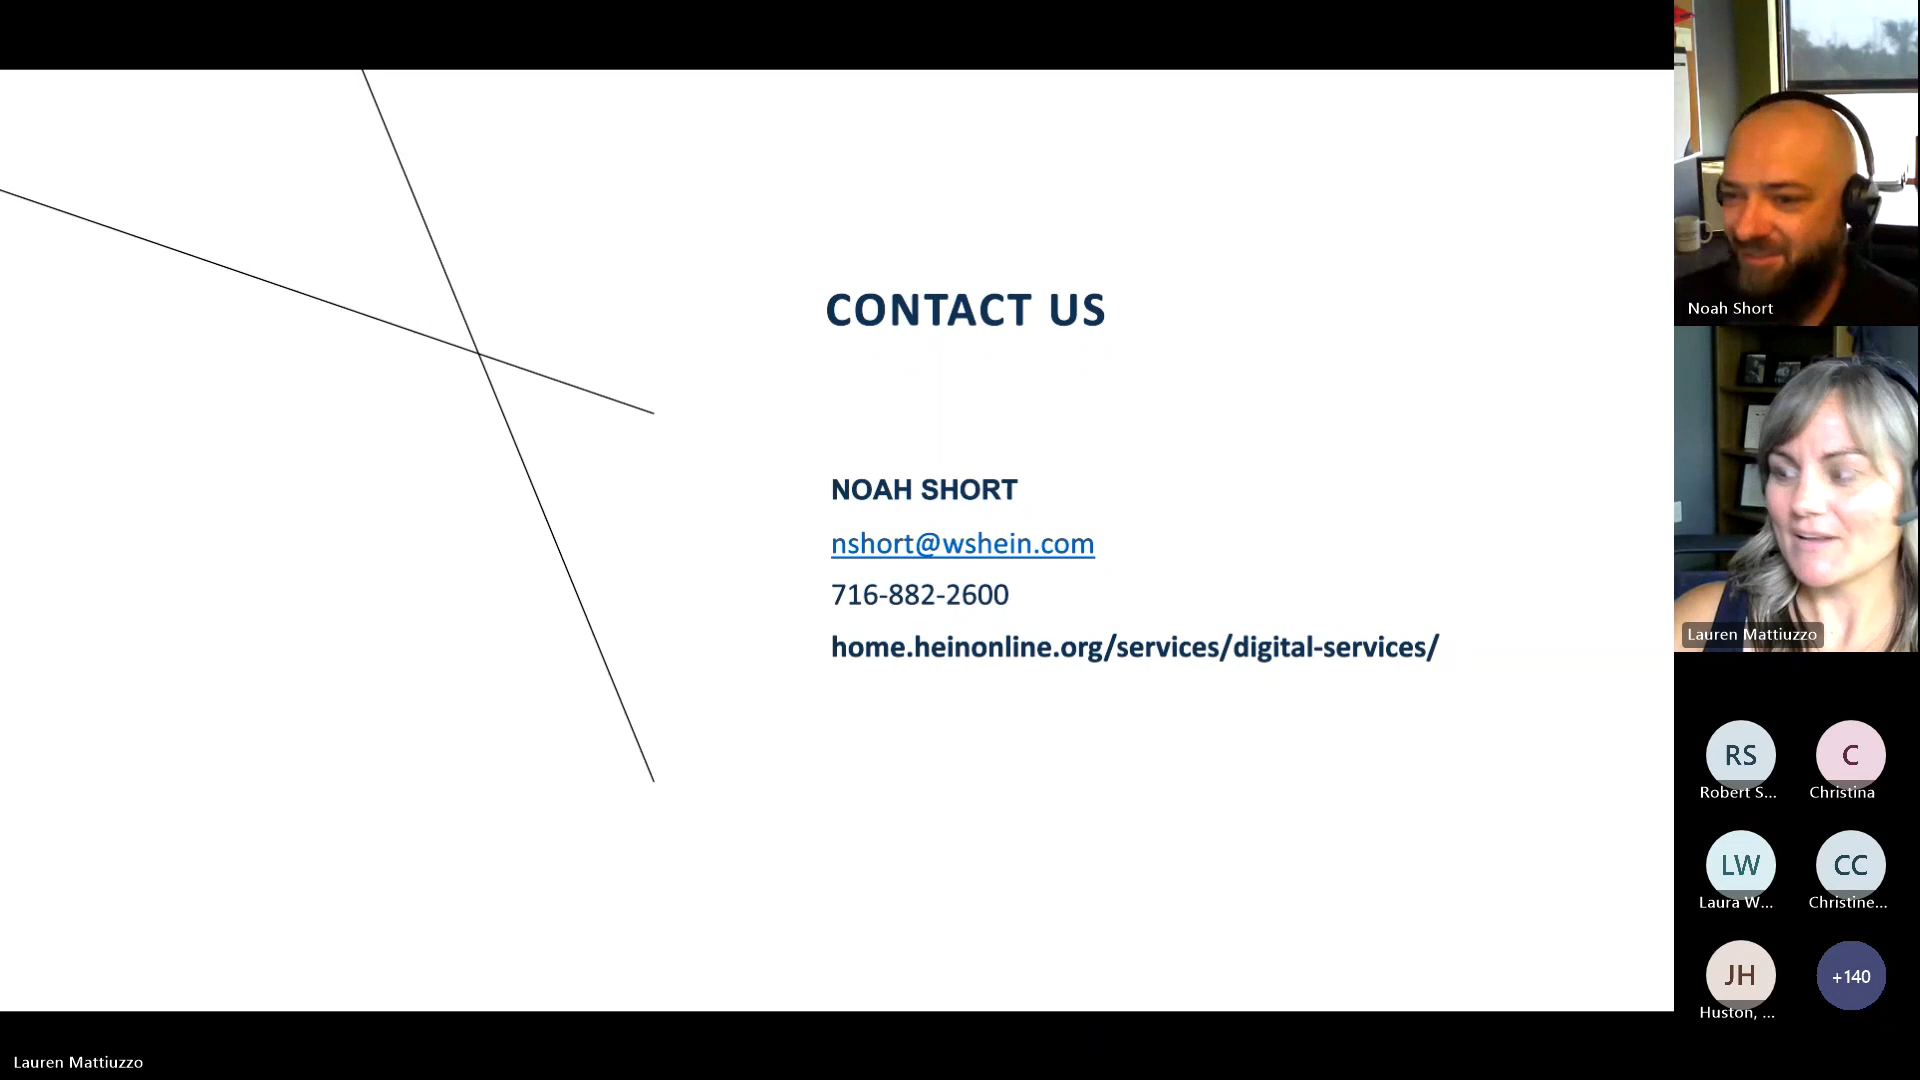 CONTACT US
NOAH SHORT
nshort@wshein.com
716-882-2600
home.heinonline.org/services/digital-services/
Noah Short
Lauren Mattiuzzo
RS
C
Robert S...
Christina
LW
CC
Laura W...
Christine...
JH
+140
Huston, ...
Lauren Mattiuzzo